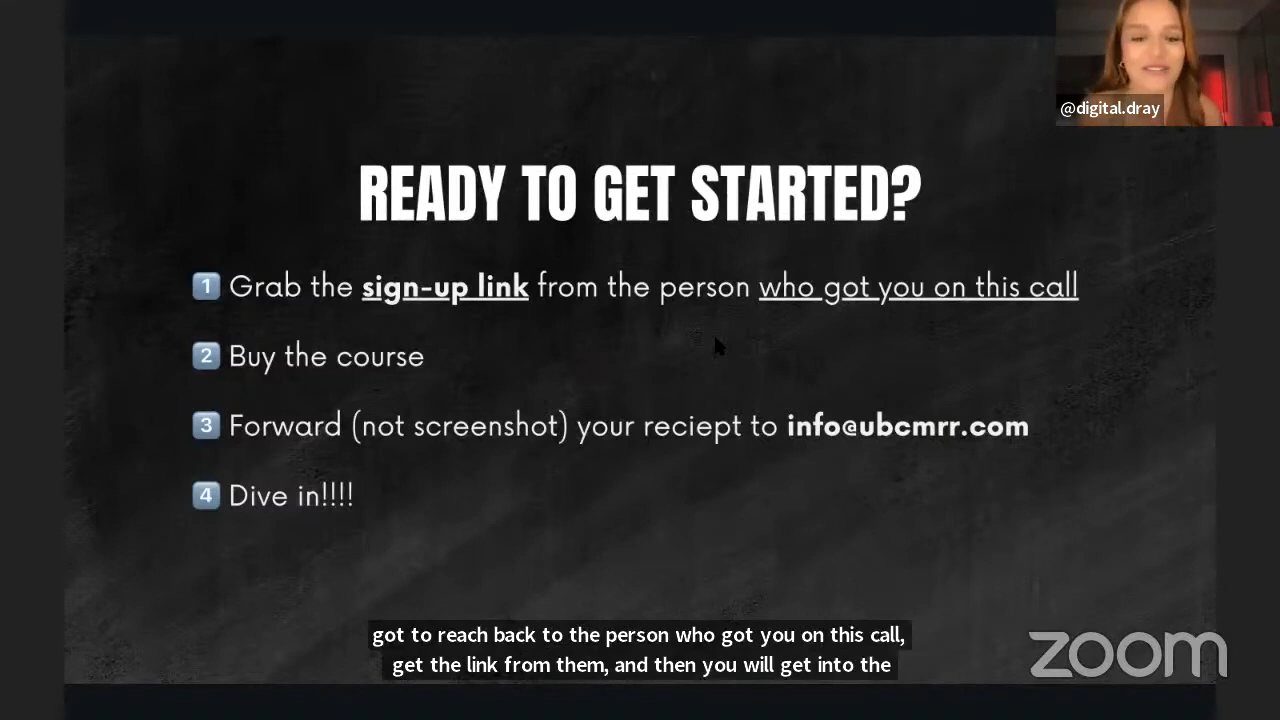 @digital.dray
READY TO GET STARTED?
1 Grab the sign-up link from the person who got you on this call
2 Buy the course
3 Forward (not screenshot) your reciept to info@ubcmrr.com
4 Dive in!!!!
got to reach back to the person who got you on this call,
get the link from them, and then you will get into the
zoom